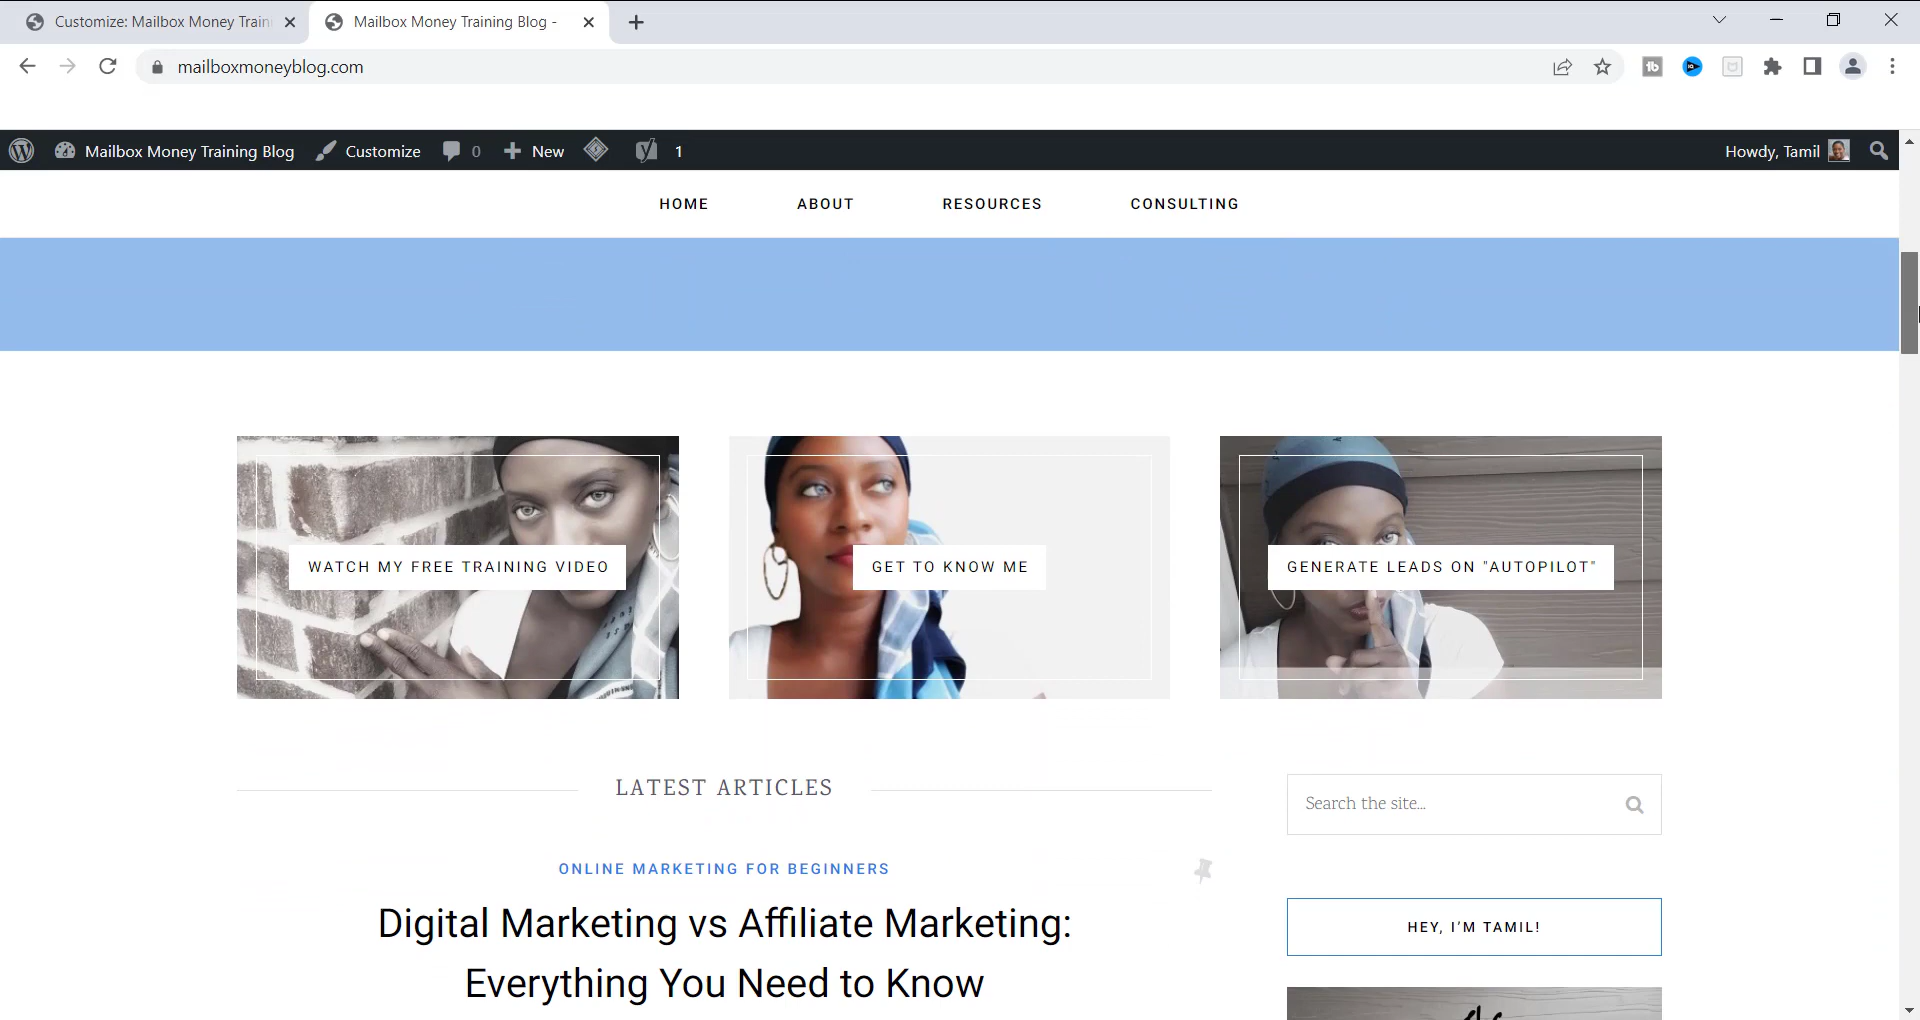 Customize: Mailbox Money Traini
Mailbox Money Training Blog -
mailboxmoneyblog.com
Mailbox Money Training Blog
Customize
0
New
1
Howdy, Tamil
HOME
ABOUT
RESOURCES
CONSULTING
WATCH MY FREE TRAINING VIDEO
GET TO KNOW ME
GENERATE LEADS ON "AUTOPILOT"
LATEST ARTICLES
Search the site...
ONLINE MARKETING FOR BEGINNERS
Digital Marketing vs Affiliate Marketing:
Everything You Need to Know
HEY, I'M TAMIL!